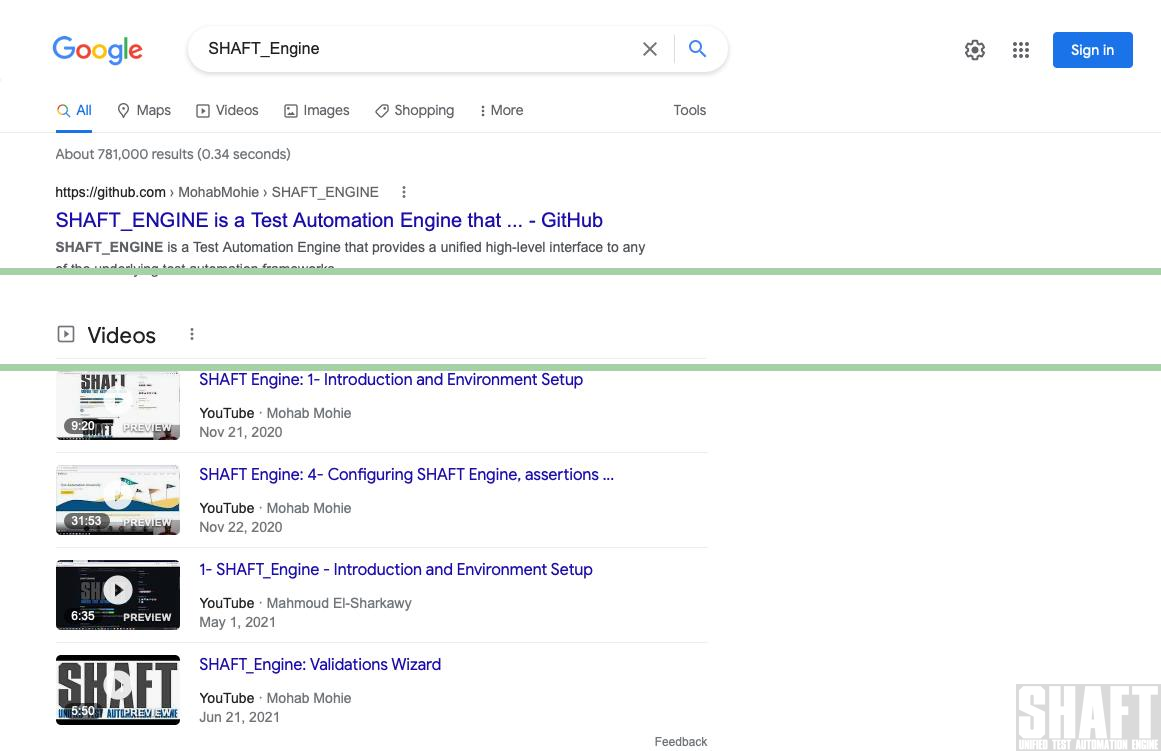 Google
SHAFT_Engine
Sign in
All
Maps
Videos
Images
Shopping
More
Tools
About 781,000 results (0.34 seconds)
https://github.com › MohabMohie › SHAFT_ENGINE
SHAFT_ENGINE is a Test Automation Engine that ... - GitHub
SHAFT_ENGINE is a Test Automation Engine that provides a unified high-level interface to any
of the underlying test automation frameworks
Videos
SHAFT
9:20
PREVIEW
SHAFT Engine: 1- Introduction and Environment Setup
YouTube · Mohab Mohie
Nov 21, 2020
31:53
PREVIEW
SHAFT Engine: 4- Configuring SHAFT Engine, assertions ...
YouTube · Mohab Mohie
Nov 22, 2020
SHAFT
6:35
PREVIEW
1- SHAFT_Engine - Introduction and Environment Setup
YouTube · Mahmoud El-Sharkawy
May 1, 2021
SHAFT
5:50
PREVIEW
SHAFT_Engine: Validations Wizard
YouTube · Mohab Mohie
Jun 21, 2021
Feedback
SHAFT
UNIFIED TEST AUTOMATION ENGINE